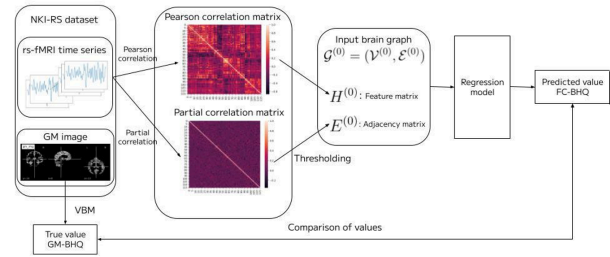 NKI-RS dataset
rs-fMRI time series
GM image
Pearson
correlation
Partial
correlation
Pearson correlation matrix
Partial correlation matrix
Thresholding
Input brain graph
𝒢⁽⁰⁾ = (𝒱⁽⁰⁾, ℰ⁽⁰⁾)
H⁽⁰⁾: Feature matrix
E⁽⁰⁾: Adjacency matrix
Regression
model
Predicted value
FC-BHQ
VBM
True value
GM-BHQ
Comparison of values